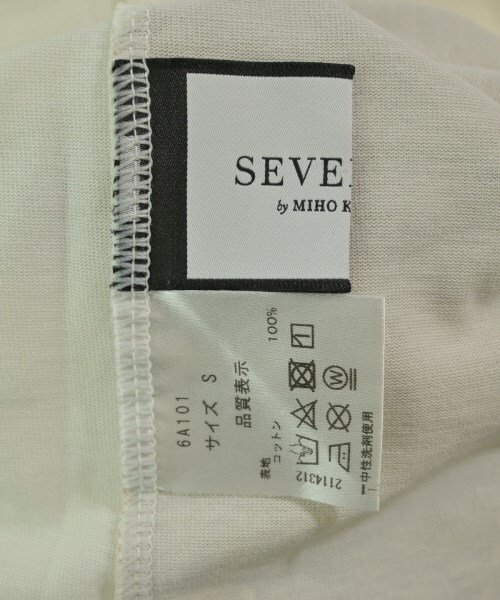 SEVE
by MIHO K
6A101
サイズ S
品質表示
表地
コットン 100%
中性洗剤使用
2114312